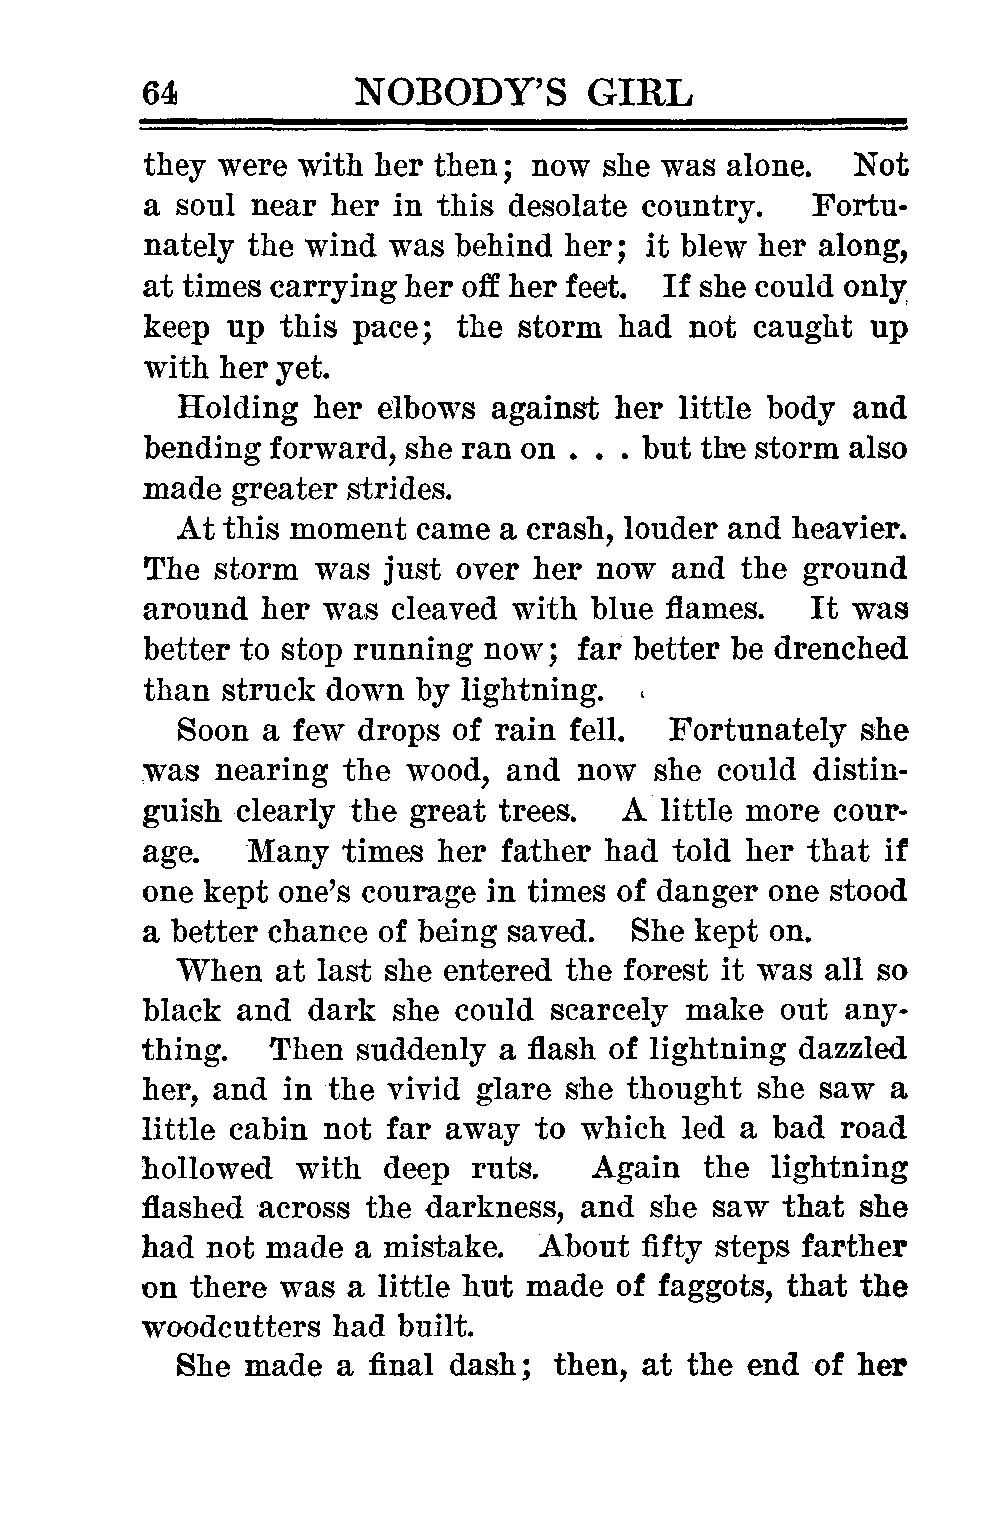 64 NOBODY'S GIRL
they were with her then; now she was alone. Not
a soul near her in this desolate country. Fortu-
nately the wind was behind her; it blew her along,
at times carrying her off her feet. If she could only
keep up this pace; the storm had not caught up
with her yet.
Holding her elbows against her little body and
bending forward, she ran on . . . but the storm also
made greater strides.
At this moment came a crash, louder and heavier.
The storm was just over her now and the ground
around her was cleaved with blue flames. It was
better to stop running now; far better be drenched
than struck down by lightning.
Soon a few drops of rain fell. Fortunately she
was nearing the wood, and now she could distin-
guish clearly the great trees. A little more cour-
age. Many times her father had told her that if
one kept one's courage in times of danger one stood
a better chance of being saved. She kept on.
When at last she entered the forest it was all so
black and dark she could scarcely make out any-
thing. Then suddenly a flash of lightning dazzled
her, and in the vivid glare she thought she saw a
little cabin not far away to which led a bad road
hollowed with deep ruts. Again the lightning
flashed across the darkness, and she saw that she
had not made a mistake. About fifty steps farther
on there was a little hut made of faggots, that the
woodcutters had built.
She made a final dash; then, at the end of her